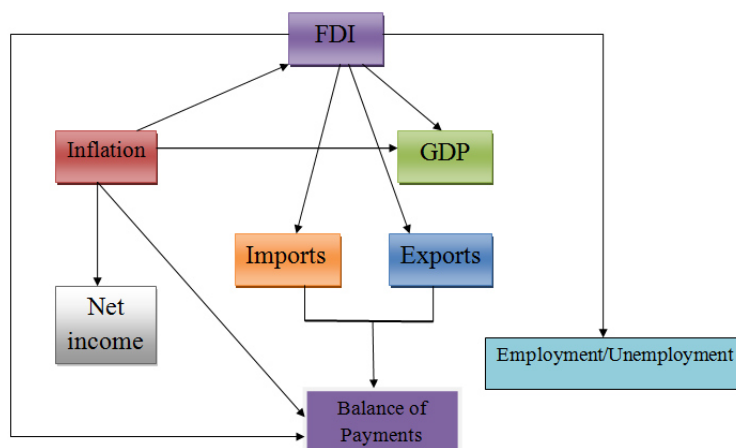 FDI
Inflation
GDP
Imports
Exports
Net
income
Employment/Unemployment
Balance of
Payments